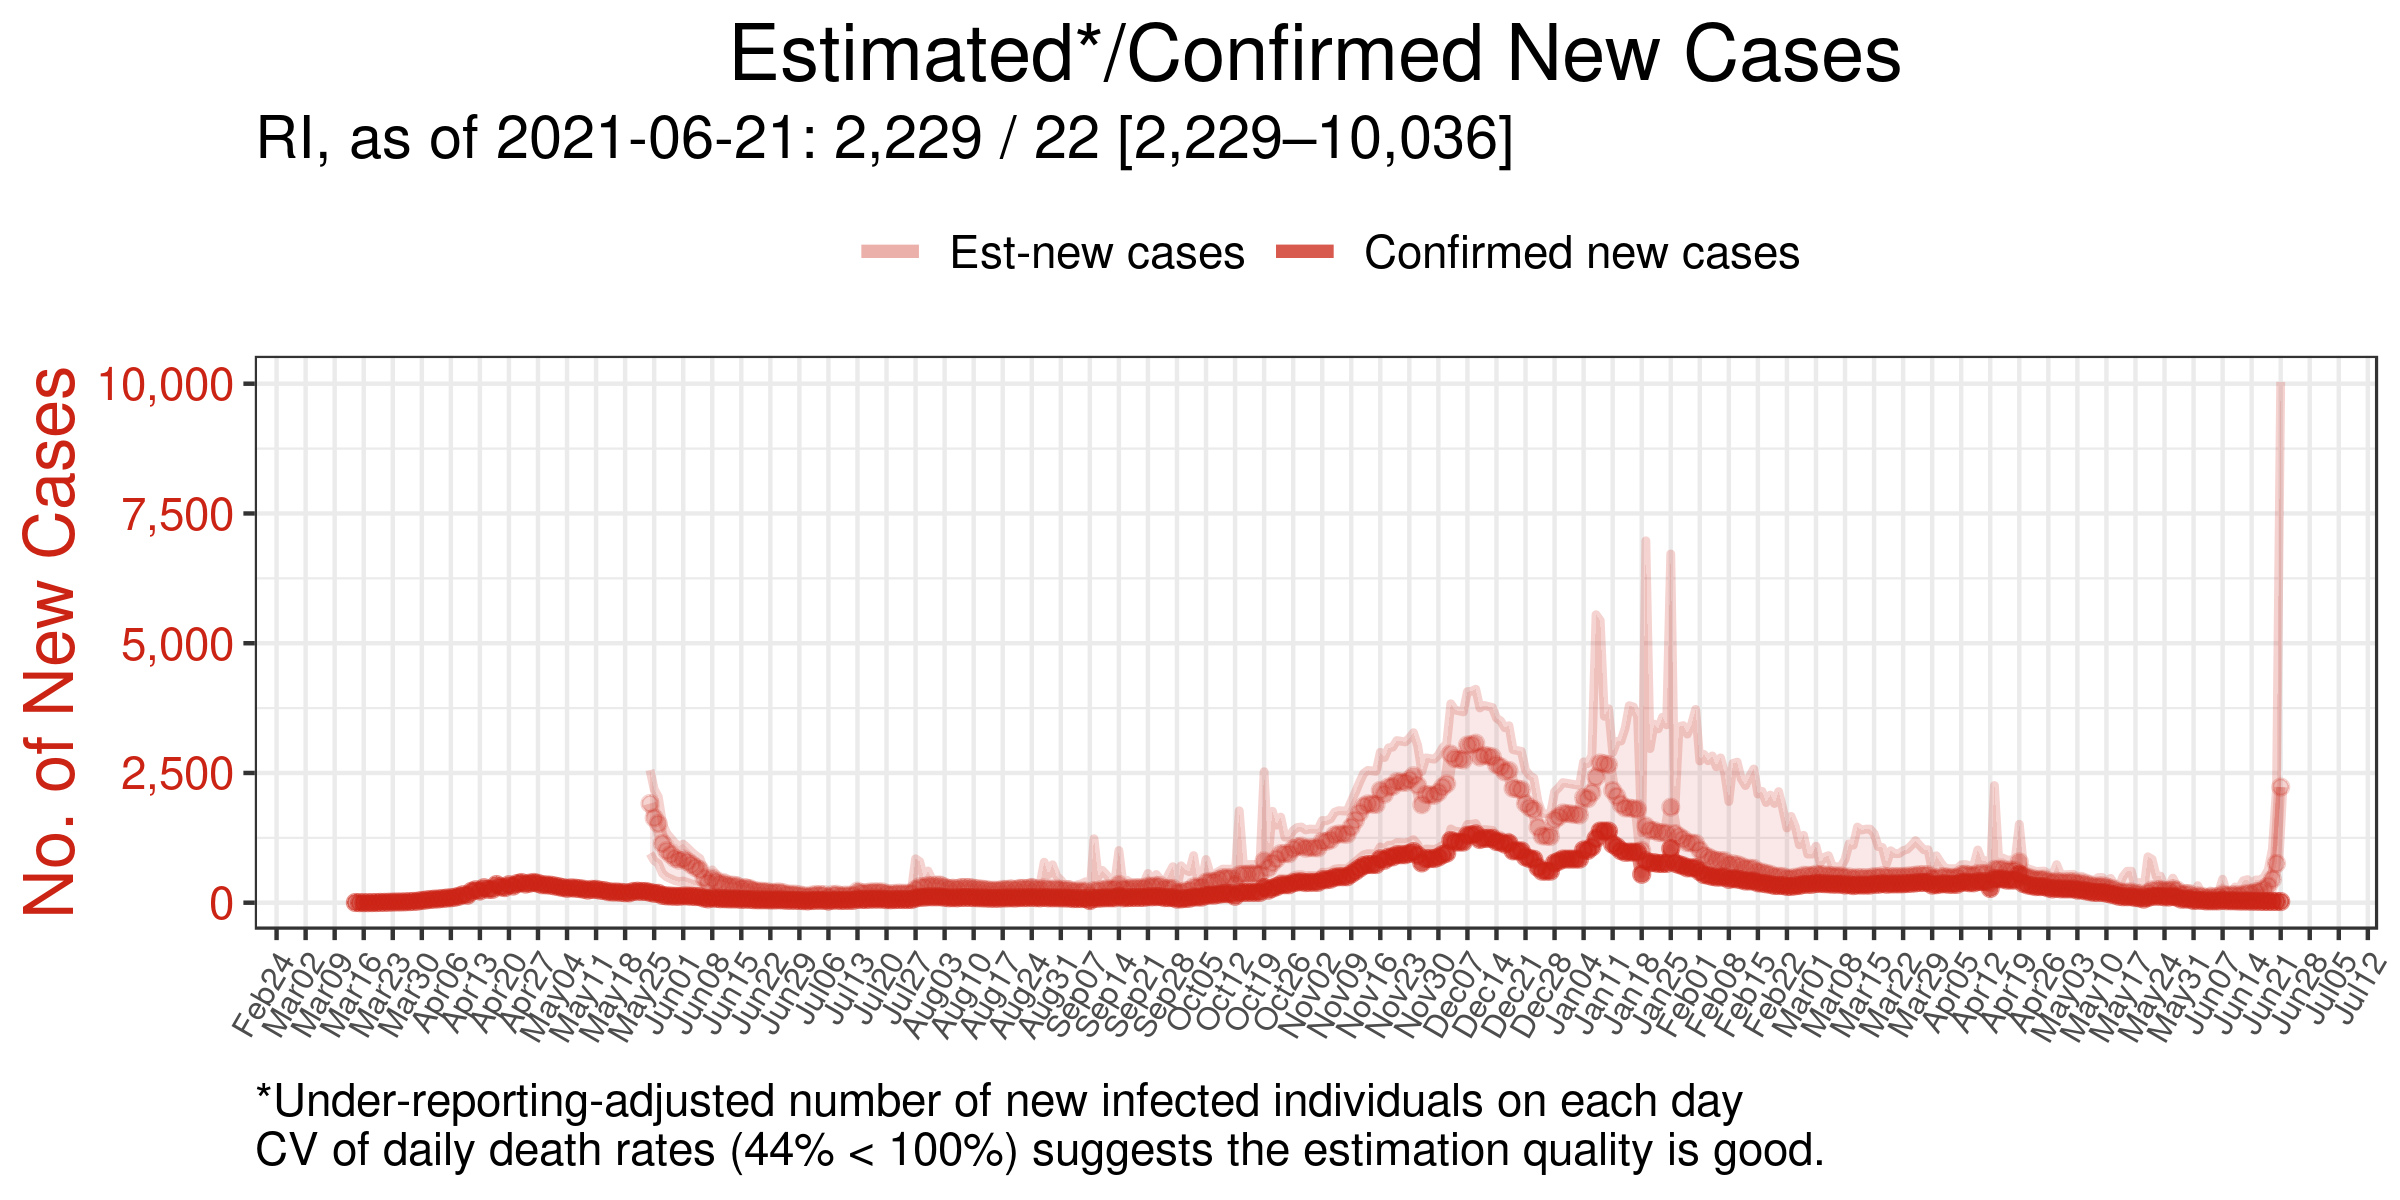 Estimated*/Confirmed New Cases
RI, as of 2021-06-21: 2,229 / 22 [2,229–10,036]
Est-new cases
Confirmed new cases
No. of New Cases
10,000
7,500
5,000
2,500
0
Feb24
Mar02
Mar09
Mar16
Mar23
Mar30
Apr06
Apr13
Apr20
Apr27
May04
May11
May18
May25
Jun01
Jun08
Jun15
Jun22
Jun29
Jul06
Jul13
Jul20
Jul27
Aug03
Aug10
Aug17
Aug24
Aug31
Sep07
Sep14
Sep21
Sep28
Oct05
Oct12
Oct19
Oct26
Nov02
Nov09
Nov16
Nov23
Nov30
Dec07
Dec14
Dec21
Dec28
Jan04
Jan11
Jan18
Jan25
Feb01
Feb08
Feb15
Feb22
Mar01
Mar08
Mar15
Mar22
Mar29
Apr05
Apr12
Apr19
Apr26
May03
May10
May17
May24
May31
Jun07
Jun14
Jun21
Jun28
Jul05
Jul12
*Under-reporting-adjusted number of new infected individuals on each day
CV of daily death rates (44% < 100%) suggests the estimation quality is good.